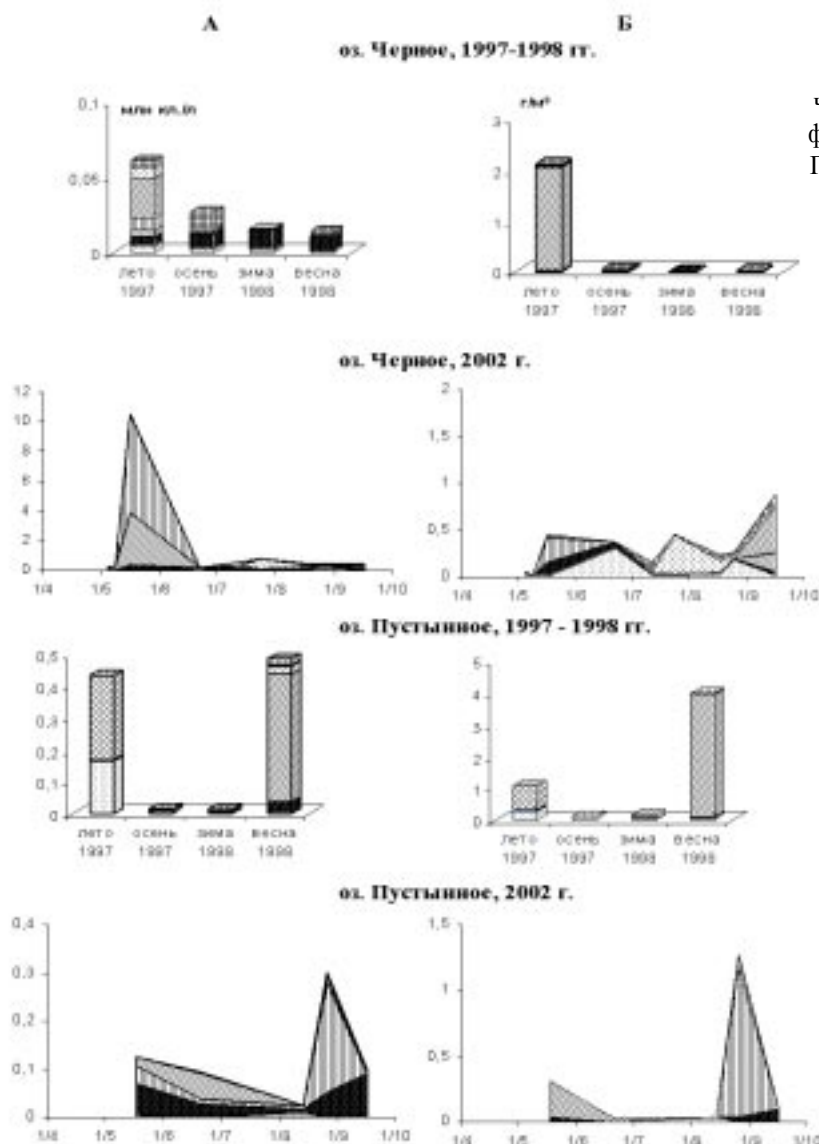 А Б
оз. Черное, 1997-1998 гг.
млн кл./л
0,1
0,05
0
лето осень зима весна
1997 1997 1998 1998
г/м³
3
2
1
0
лето осень зима весна
1997 1997 1998 1998
ф
оз. Черное, 2002 г.
12
10
8
6
4
2
0
1/4 1/5 1/6 1/7 1/8 1/9 1/10
2
1,5
1
0,5
0
1/4 1/5 1/6 1/7 1/8 1/9 1/10
оз. Пустынное, 1997 - 1998 гг.
0,5
0,4
0,3
0,2
0,1
0
лето осень зима весна
1997 1997 1998 1998
5
4
3
2
1
0
лето осень зима весна
1997 1997 1998 1998
оз. Пустынное, 2002 г.
0,4
0,3
0,2
0,1
0
1/4 1/5 1/6 1/7 1/8 1/9 1/10
1
0,5
0
1/4 1/5 1/6 1/7 1/8 1/9 1/10